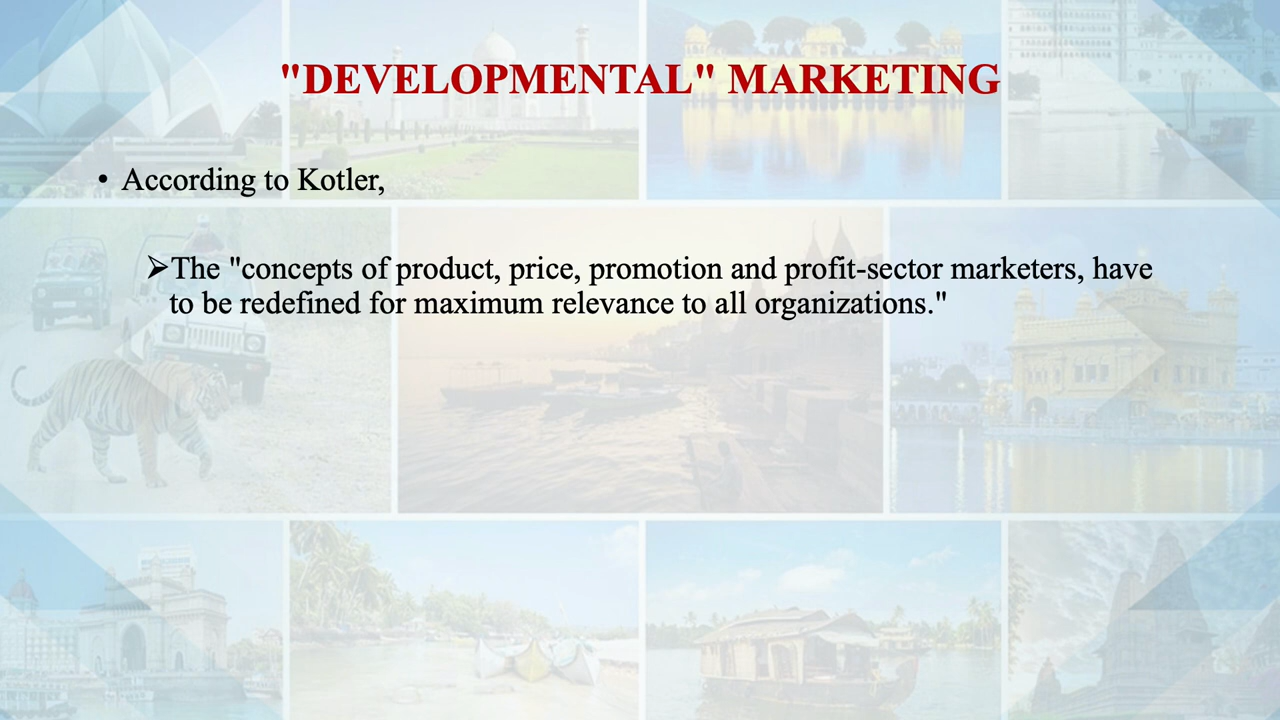 "DEVELOPMENTAL" MARKETING
• According to Kotler,
➢The "concepts of product, price, promotion and profit-sector marketers, have
to be redefined for maximum relevance to all organizations."